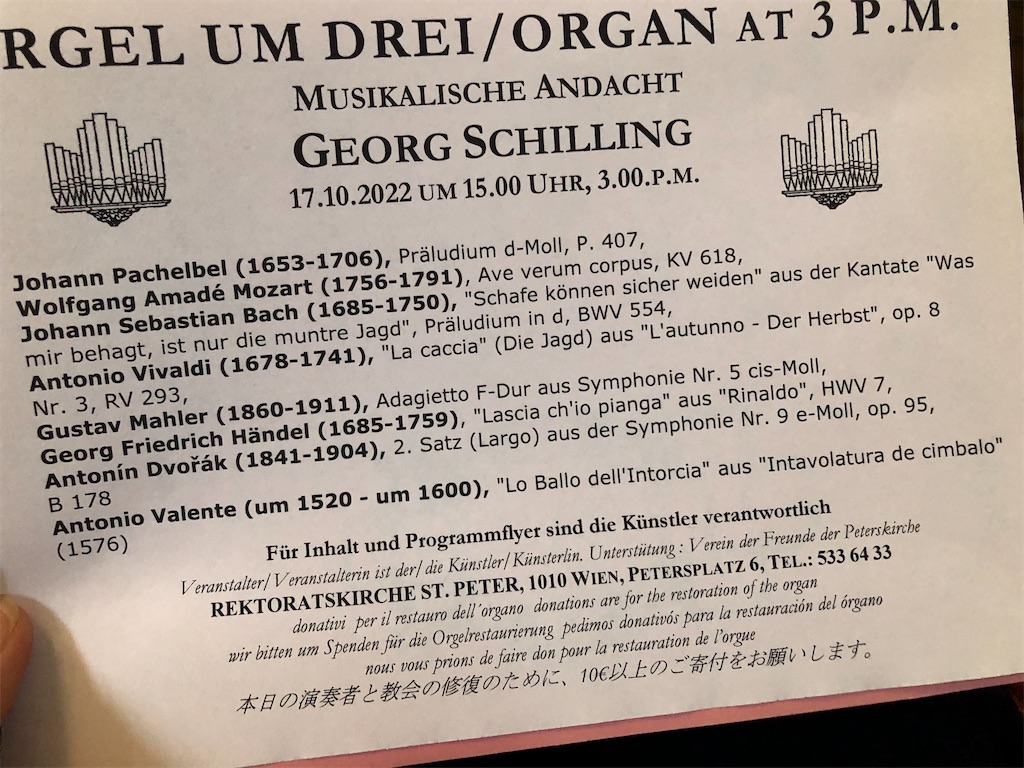 RGEL UM DREI/ORGAN AT 3 P.M.
MUSIKALISCHE ANDACHT
GEORG SCHILLING
17.10.2022 UM 15.00 UHR, 3.00.P.M.
Johann Pachelbel (1653-1706), Präludium d-Moll, P. 407,
Wolfgang Amadé Mozart (1756-1791), Ave verum corpus, KV 618,
Johann Sebastian Bach (1685-1750), "Schafe können sicher weiden" aus der Kantate "Was
mir behagt, ist nur die muntre Jagd", Präludium in d, BWV 554,
Antonio Vivaldi (1678-1741), "La caccia" (Die Jagd) aus "L'autunno - Der Herbst", op. 8
Nr. 3, RV 293,
Gustav Mahler (1860-1911), Adagietto F-Dur aus Symphonie Nr. 5 cis-Moll,
Georg Friedrich Händel (1685-1759), "Lascia ch'io pianga" aus "Rinaldo", HWV 7,
Antonín Dvořák (1841-1904), 2. Satz (Largo) aus der Symphonie Nr. 9 e-Moll, op. 95,
B 178
Antonio Valente (um 1520 - um 1600), "Lo Ballo dell'Intorcia" aus "Intavolatura de cimbalo"
(1576)
Für Inhalt und Programmflyer sind die Künstler verantwortlich
Veranstalter/Veranstalterin ist der/die Künstler/Künsterlin. Unterstütung : Verein der Freunde der Peterskirche
REKTORATSKIRCHE ST. PETER, 1010 WIEN, PETERSPLATZ 6, TEL.: 533 64 33
donativi per il restauro dell´organo donations are for the restoration of the organ
wir bitten um Spenden für die Orgelrestaurierung pedimos donativós para la restauración del órgano
nous vous prions de faire don pour la restauration de l'orgue
本日の演奏者と教会の修復のために、10€以上のご寄付をお願いします。